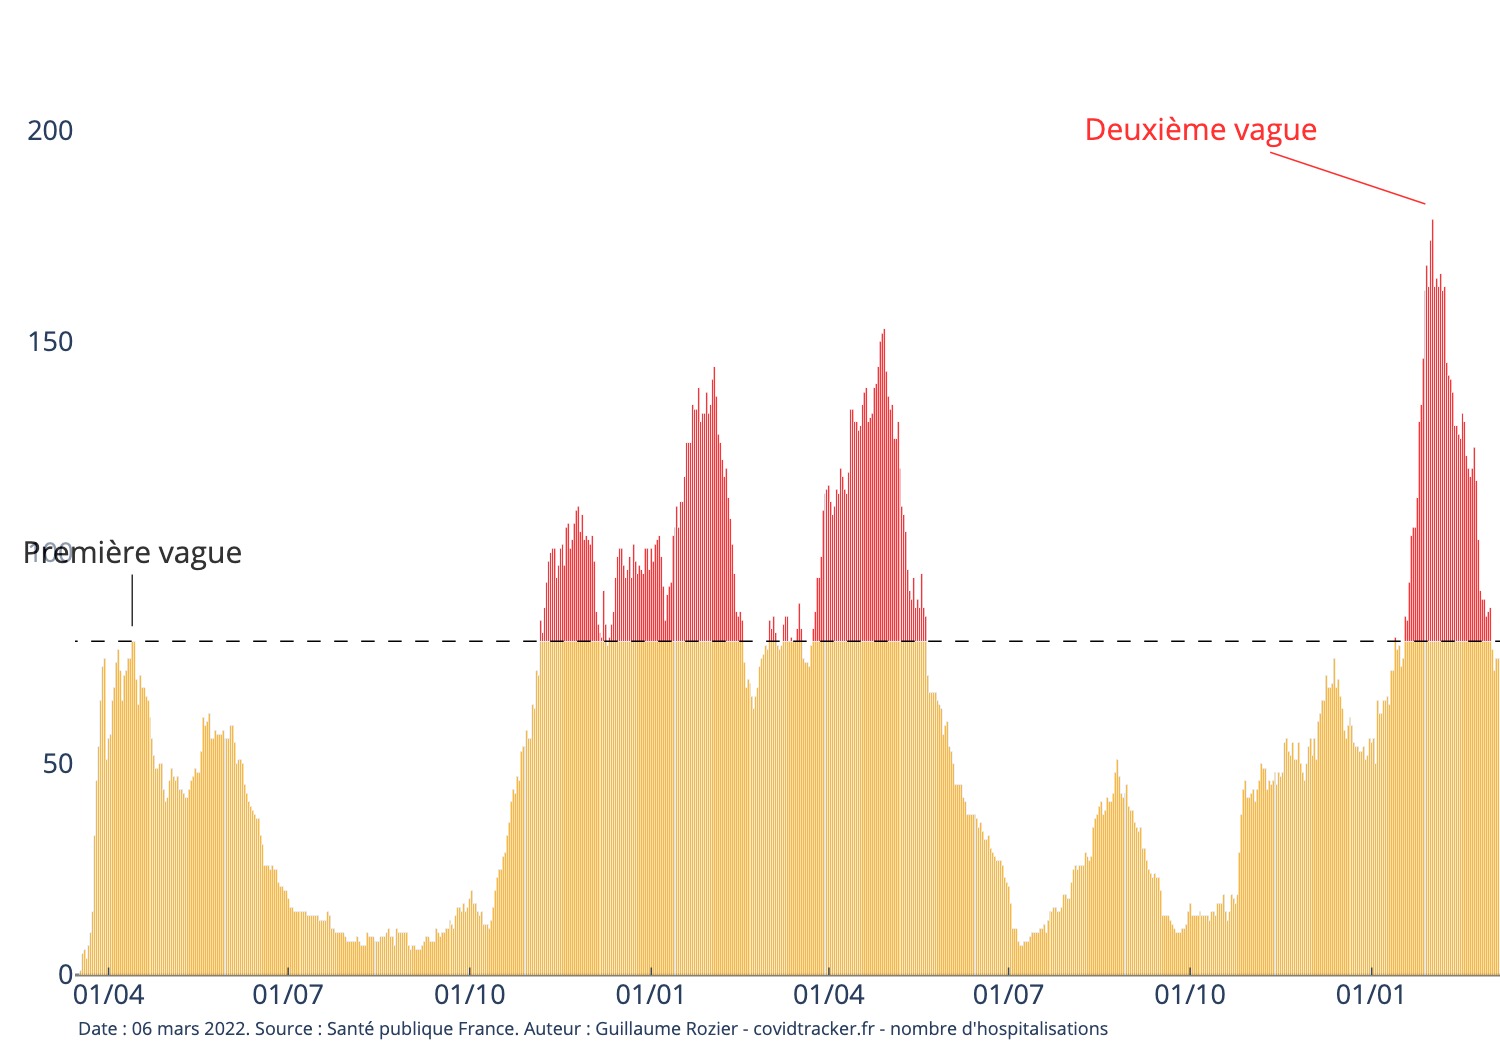 200
Deuxième vague
150
100
Première vague
50
0
01/04 01/07 01/10 01/01 01/04 01/07 01/10 01/01
Date : 06 mars 2022. Source : Santé publique France. Auteur : Guillaume Rozier - covidtracker.fr - nombre d'hospitalisations